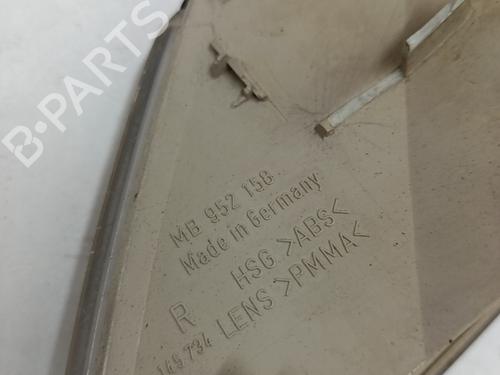 B-PARTS
MB 952 156
Made in Germany
HSG >ABS<
R LENS >PMMA<
149 734